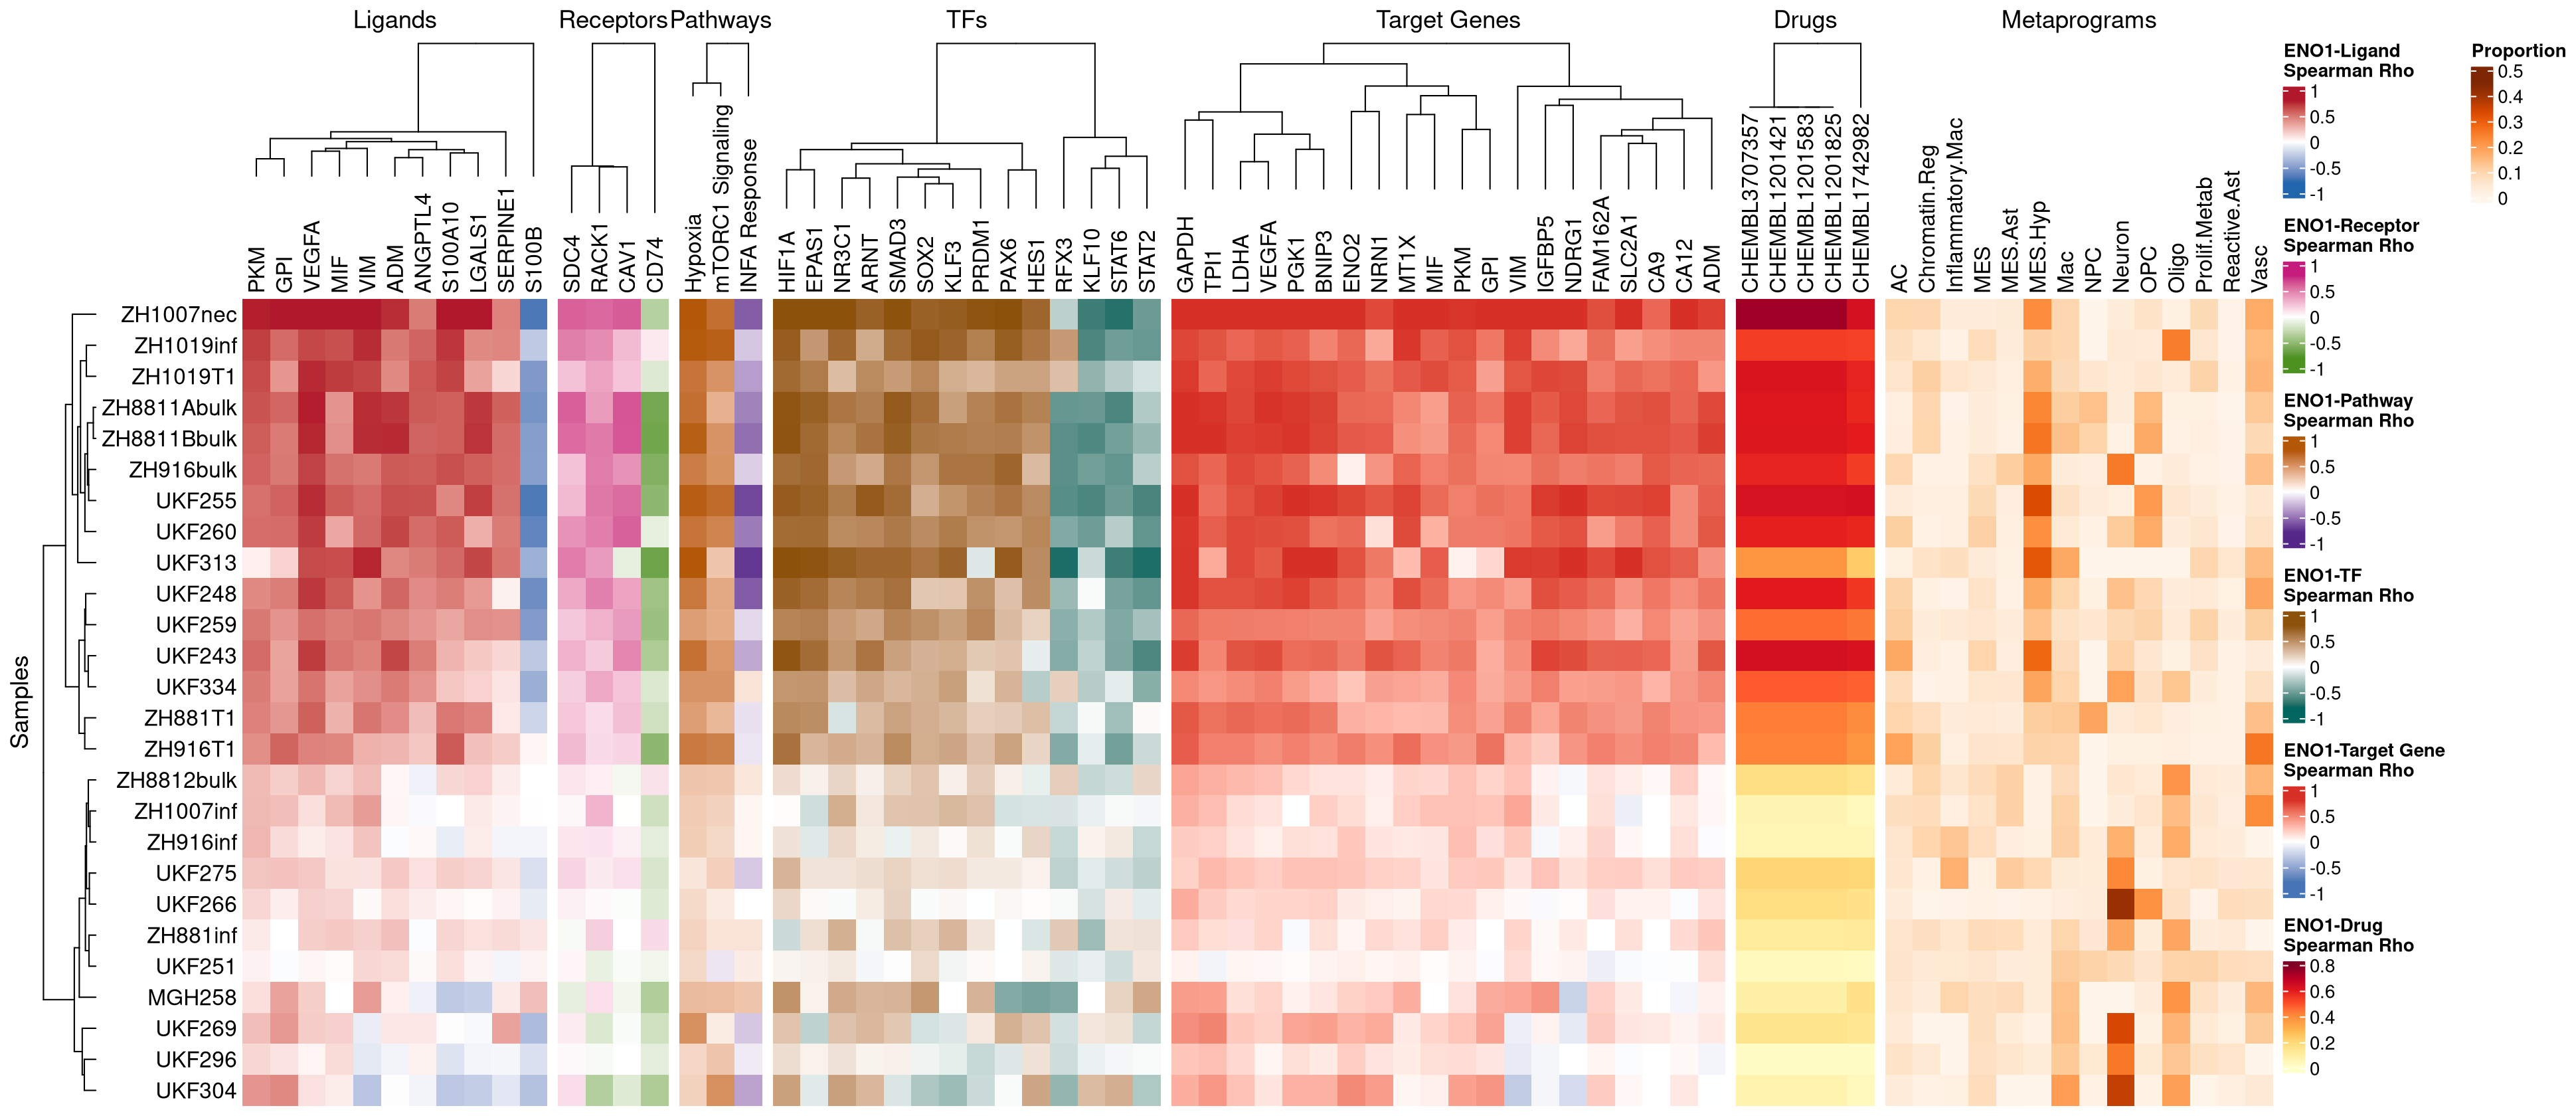 Ligands
Receptors
Pathways
TFs
Target Genes
Drugs
Metaprograms
PKM
GPI
VEGFA
MIF
VIM
ADM
ANGPTL4
S100A10
LGALS1
SERPINE1
S100B
SDC4
RACK1
CAV1
CD74
Hypoxia
mTORC1 Signaling
INFA Response
HIF1A
EPAS1
NR3C1
ARNT
SMAD3
SOX2
KLF3
PRDM1
PAX6
HES1
RFX3
KLF10
STAT6
STAT2
GAPDH
TPI1
LDHA
VEGFA
PGK1
BNIP3
ENO2
NRN1
MT1X
MIF
PKM
GPI
VIM
IGFBP5
NDRG1
FAM162A
SLC2A1
CA9
CA12
ADM
CHEMBL3707357
CHEMBL1201421
CHEMBL1201583
CHEMBL1201825
CHEMBL1742982
AC
Chromatin.Reg
Inflammatory.Mac
MES
MES.Ast
MES.Hyp
Mac
NPC
Neuron
OPC
Oligo
Prolif.Metab
Reactive.Ast
Vasc
Samples
ZH1007nec
ZH1019inf
ZH1019T1
ZH8811Abulk
ZH8811Bbulk
ZH916bulk
UKF255
UKF260
UKF313
UKF248
UKF259
UKF243
UKF334
ZH881T1
ZH916T1
ZH8812bulk
ZH1007inf
ZH916inf
UKF275
UKF266
ZH881inf
UKF251
MGH258
UKF269
UKF296
UKF304
ENO1-Ligand
Spearman Rho
1
0.5
0
-0.5
-1
ENO1-Receptor
Spearman Rho
1
0.5
0
-0.5
-1
ENO1-Pathway
Spearman Rho
1
0.5
0
-0.5
-1
ENO1-TF
Spearman Rho
1
0.5
0
-0.5
-1
ENO1-Target Gene
Spearman Rho
1
0.5
0
-0.5
-1
ENO1-Drug
Spearman Rho
0.8
0.6
0.4
0.2
0
Proportion
0.5
0.4
0.3
0.2
0.1
0